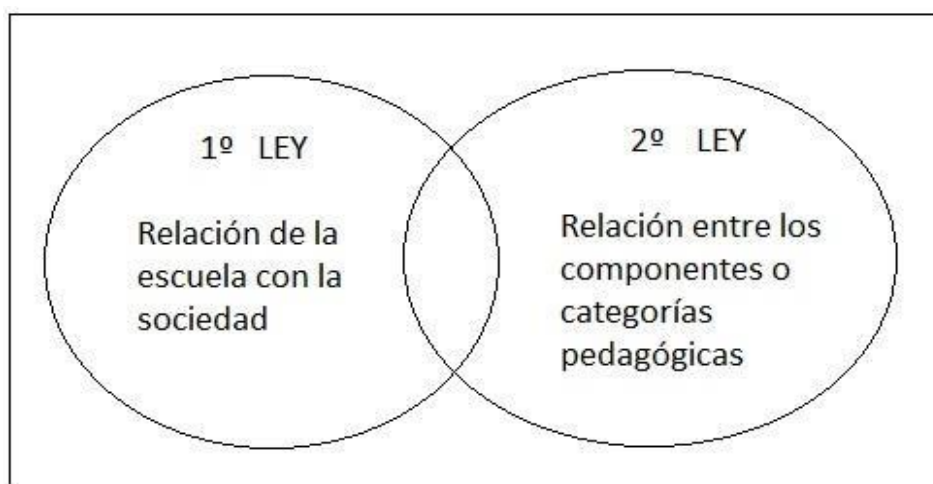 1º LEY
Relación de la
escuela con la
sociedad
2º LEY
Relación entre los
componentes o
categorías
pedagógicas